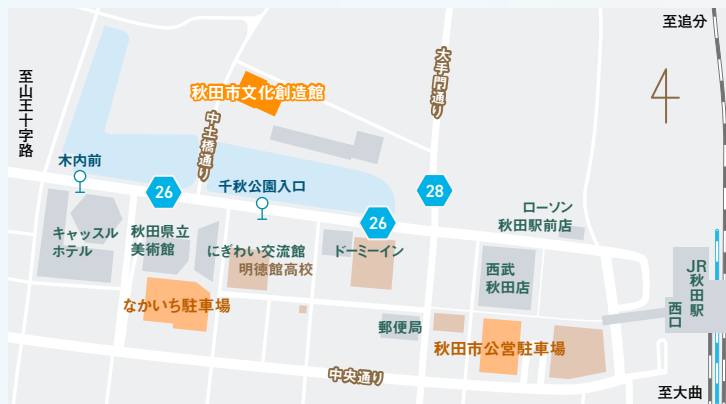 至追分
至山王十字路
大手門通り
4
秋田市文化創造館
中土橋通り
木内前
千秋公園入口
26
28
26
ローソン
秋田駅前店
キャッスル
ホテル
秋田県立
美術館
にぎわい交流館
明徳館高校
ドーミーイン
西武
秋田店
JR秋田駅
西口
なかいち駐車場
郵便局
秋田市公営駐車場
中央通り
至大曲